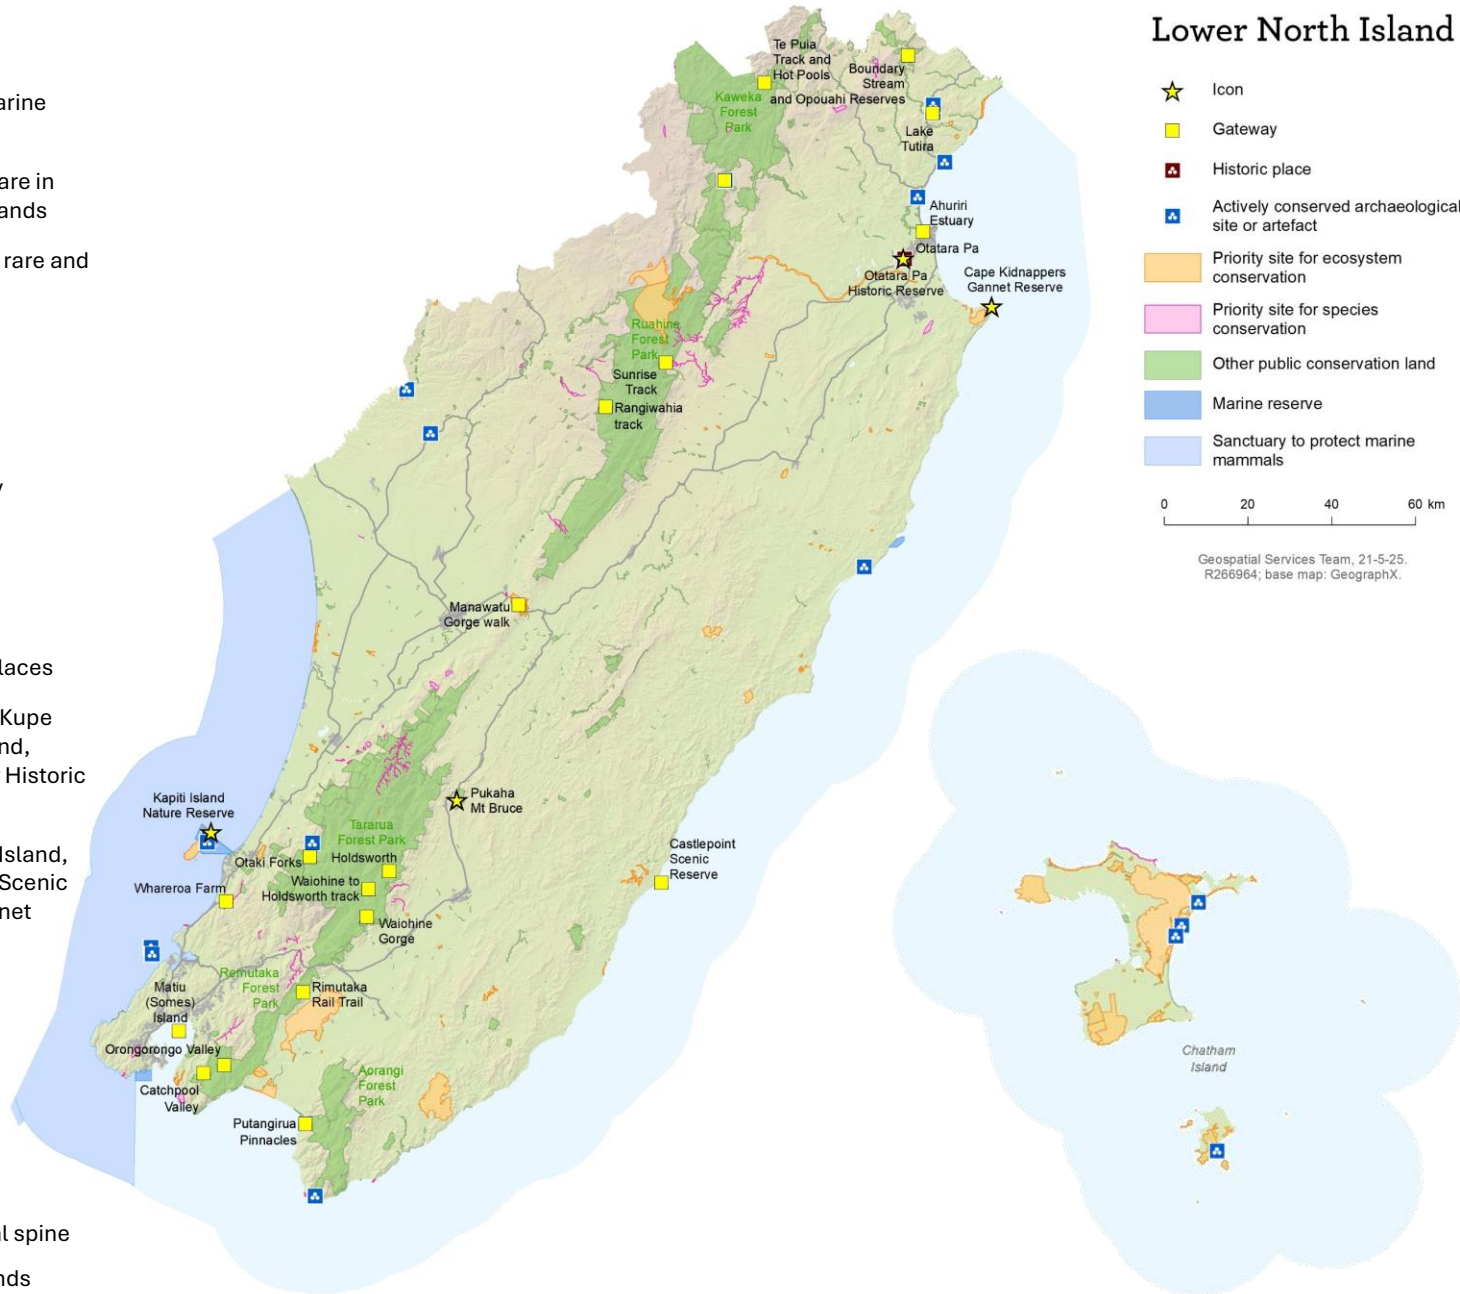 arine
are in
ands
rare and
y
laces
Kupe
nd,
Historic
Island,
Scenic
net
l spine
nds
Te Puia
Track and
Hot Pools
Boundary
Stream
and Opouahi Reserves
Kaweka
Forest
Park
Lake
Tutira
Ahuriri
Estuary
Otatara Pa
Otatara Pa
Historic Reserve
Cape Kidnappers
Gannet Reserve
Ruahine
Forest
Park
Sunrise
Track
Rangiwahia
track
Manawatu
Gorge walk
Kapiti Island
Nature Reserve
Pukaha
Mt Bruce
Tararua
Forest Park
Otaki Forks
Holdsworth
Waiohine to
Holdsworth track
Whareroa Farm
Waiohine
Gorge
Castlepoint
Scenic
Reserve
Remutaka
Forest
Park
Rimutaka
Rail Trail
Matiu
(Somes)
Island
Orongorongo Valley
Catchpool
Valley
Aorangi
Forest
Park
Putangirua
Pinnacles
Chatham
Island
Lower North Island
Icon
Gateway
Historic place
Actively conserved archaeological
site or artefact
Priority site for ecosystem
conservation
Priority site for species
conservation
Other public conservation land
Marine reserve
Sanctuary to protect marine
mammals
0 20 40 60 km
Geospatial Services Team, 21-5-25.
R266964; base map: GeographX.